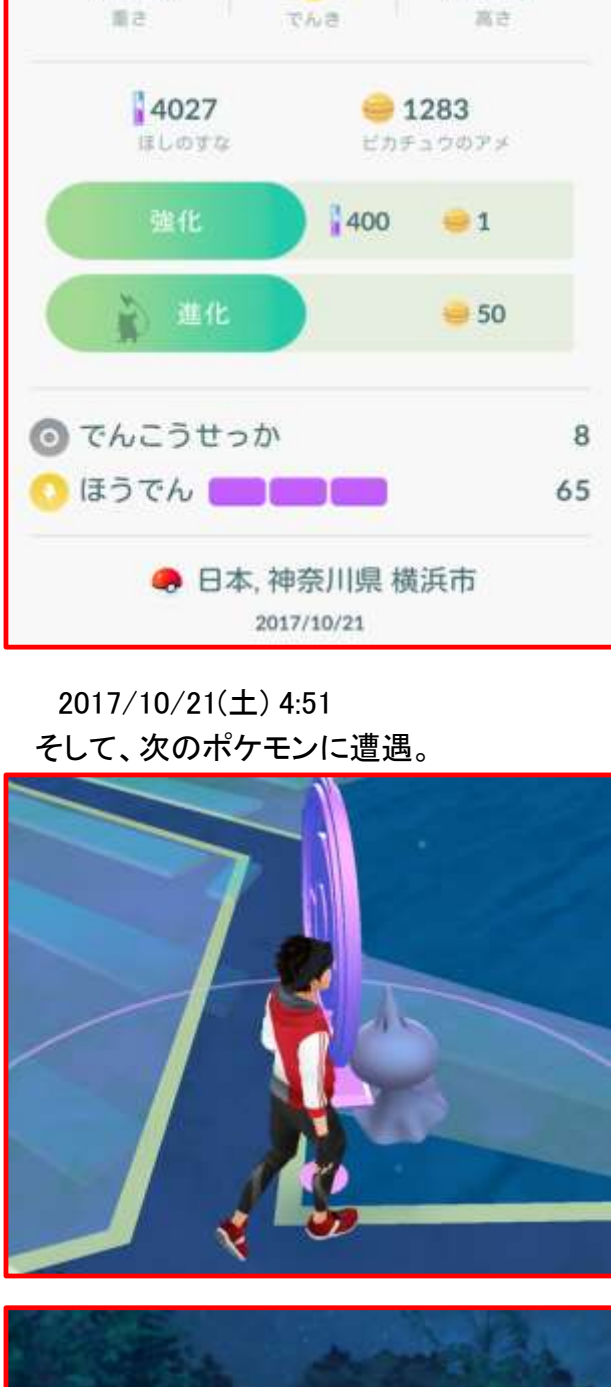 重さ でんき 高さ
4027 1283
ほしのすな ピカチュウのアメ
強化 400 1
進化 50
でんこうせっか 8
ほうでん 65
日本, 神奈川県 横浜市
2017/10/21
2017/10/21(土) 4:51
そして、次のポケモンに遭遇。